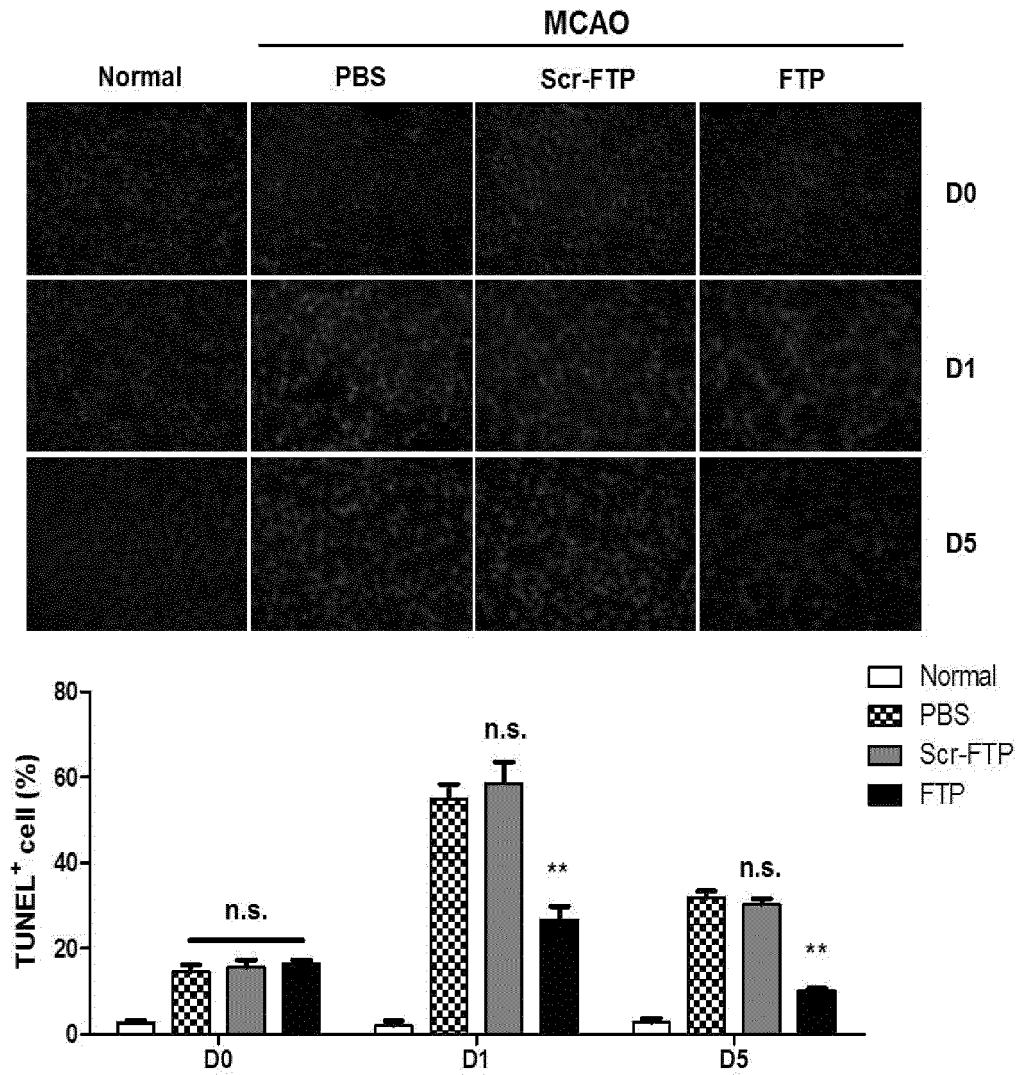 MCAO
Normal PBS Scr-FTP FTP
D0
D1
D5
Normal
PBS
Scr-FTP
FTP
TUNEL⁺ cell (%)
80
60
40
20
0
n.s.
n.s.
**
n.s.
**
D0 D1 D5